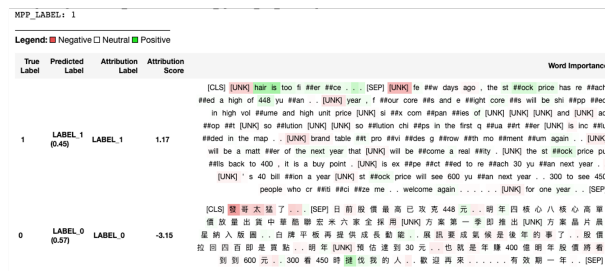 MPP_LABEL: 1
Legend: Negative Neutral Positive
True Label Predicted Label Attribution Label Attribution Score Word Importance
1 LABEL_1 (0.45) LABEL_1 1.17
[CLS] [UNK] hair is too fi ##er ##ce . . . [SEP] [UNK] fe ##w days ago , the st ##ock price has re ##ach
##ed a high of 448 yu ##an . . [UNK] year , f ##our core ##s and e ##ight core ##s will be shi ##pp ##ed
in high vol ##ume and high unit price [UNK] si ##x com ##pan ##ies of [UNK] [UNK] and [UNK] ad
##op ##t [UNK] so ##lution [UNK] [UNK] so ##lution chi ##ps in the first q ##ua ##rt ##er [UNK] is inc ##lu
##ded in the map . . [UNK] brand table ##t pro ##vi ##des g ##row ##th mo ##ment ##um again . . [UNK]
will be a matt ##er of the next year that [UNK] will be ##come a real ##ity . [UNK] the st ##ock price pu
##lls back to 400 , it is a buy point . [UNK] is ex ##pe ##ct ##ed to re ##ach 30 yu ##an next year .
[UNK] ' s 40 bill ##ion a year [UNK] st ##ock price will see 600 yu ##an next year . . 300 to see 450
people who cr ##iti ##ci ##ze me . . welcome again . . . . . . [UNK] for one year . . [SEP
0 LABEL_0 (0.57) LABEL_0 -3.15
[CLS] 發 哥 太 猛 了 . . . [SEP] 日 前 股 價 最 高 已 攻 克 448 元 . . 明 年 四 核 心 八 核 心 高 單
價 放 量 出 貨 中 華 酷 聯 宏 米 六 家 全 採 用 [UNK] 方 案 第 一 季 即 推 出 [UNK] 方 案 晶 片 共 晨
星 納 入 版 圖 . . 白 牌 平 板 再 提 供 成 長 動 能 . . 展 訊 要 成 氣 候 是 後 年 的 事 了 . . 股 價
拉 回 四 百 即 是 買 點 . . 明 年 [UNK] 預 估 達 到 30 元 . . 也 就 是 年 賺 400 億 明 年 股 價 將 看
到 到 600 元 . . 300 看 450 時 撻 伐 我 的 人 . . 歡 迎 再 來 . . . . . . 有 效 期 一 年 . . [SEP]